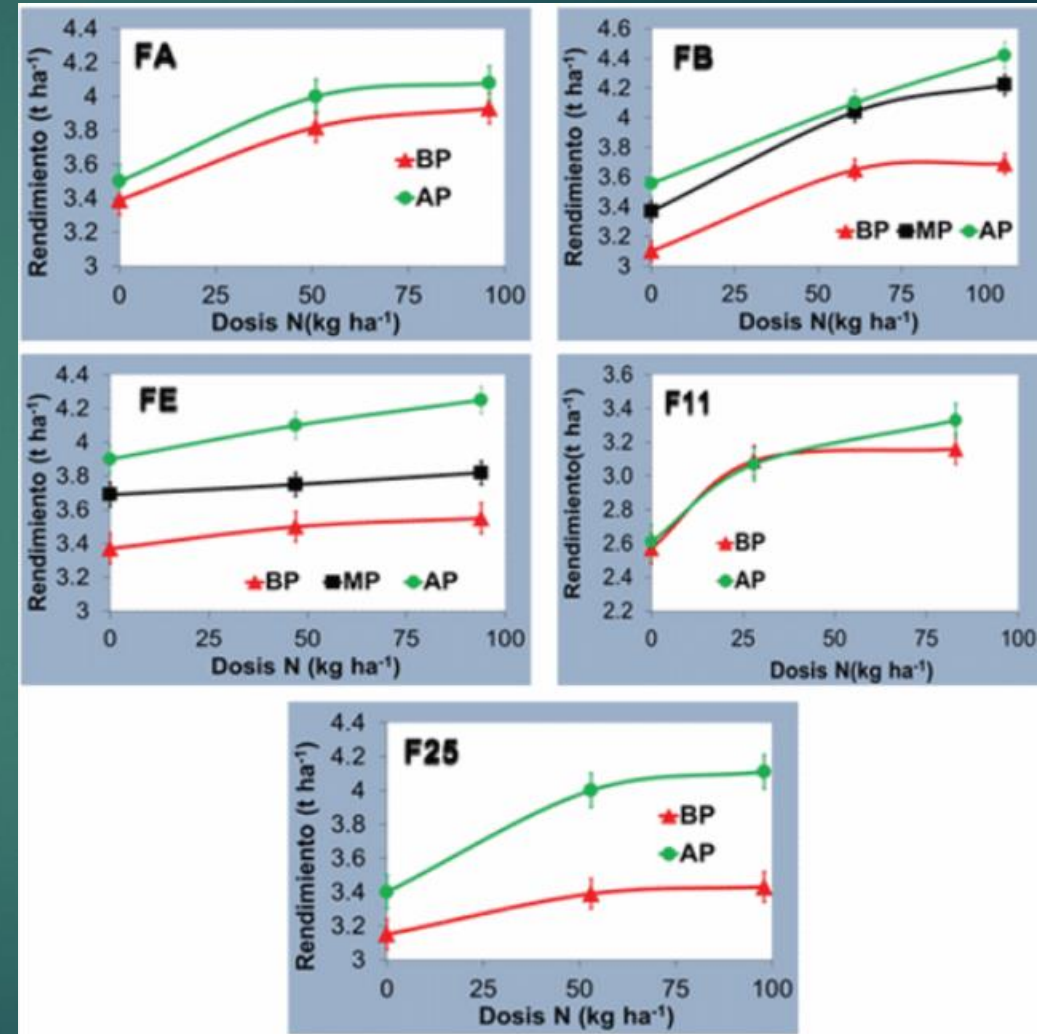 FA
Rendimiento (t ha⁻¹)
4.4
4.2
4
3.8
3.6
3.4
3.2
3
BP
AP
0 25 50 75 100
Dosis N(kg ha⁻¹)
FB
Rendimiento (t ha⁻¹)
4.6
4.4
4.2
4
3.8
3.6
3.4
3.2
3
BP MP AP
0 25 50 75 100
Dosis N(kg ha⁻¹)
FE
Rendimiento (t ha⁻¹)
4.4
4.2
4
3.8
3.6
3.4
3.2
3
BP MP AP
0 25 50 75 100
Dosis N (kg ha⁻¹)
F11
Rendimiento(t ha⁻¹)
3.6
3.4
3.2
3.0
2.8
2.6
2.4
2.2
BP
AP
0 25 50 75 100
Dosis N(kg ha⁻¹)
F25
Rendimiento (t ha⁻¹)
4.4
4.2
4
3.8
3.6
3.4
3.2
3
BP
AP
0 25 50 75 100
Dosis N (kg ha⁻¹)